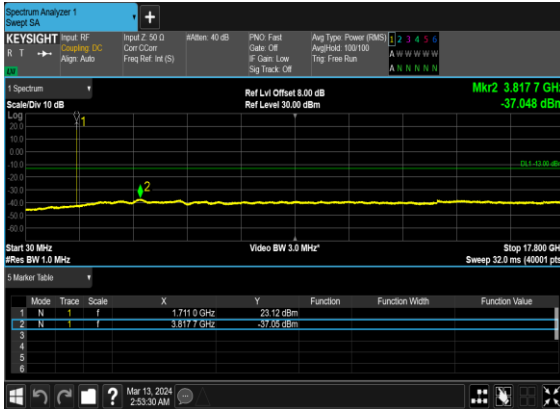 Spectrum Analyzer 1
Swept SA
+
KEYSIGHT
R T
Input: RF
Coupling: DC
Align: Auto
Input Z: 50 Ω
Corr CCorr
Freq Ref: Int (S)
#Atten: 40 dB
PNO: Fast
Gate: Off
IF Gain: Low
Sig Track: Off
Avg Type: Power (RMS)
Avg|Hold: 100/100
Trig: Free Run
1 2 3 4 5 6
A W W W W W
A N N N N N
1 Spectrum
Scale/Div 10 dB
Ref Lvl Offset 8.00 dB
Ref Level 30.00 dBm
Mkr2 3.817 7 GHz
-37.048 dBm
Log
20.0
10.0
0.00
-10.0
-20.0
-30.0
-40.0
-50.0
-60.0
1
2
DL1 -13.00 dBm
Start 30 MHz
#Res BW 1.0 MHz
Video BW 3.0 MHz*
Stop 17.800 GHz
Sweep 32.0 ms (40001 pts)
5 Marker Table
Mode Trace Scale X Y Function Function Width Function Value
1 N 1 f 1.711 0 GHz 23.12 dBm
2 N 1 f 3.817 7 GHz -37.05 dBm
3
4
5
6
?
Mar 13, 2024
2:53:30 AM